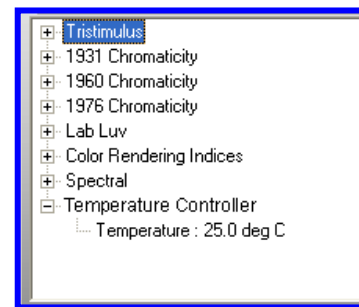 Tristimulus
1931 Chromaticity
1960 Chromaticity
1976 Chromaticity
Lab Luv
Color Rendering Indices
Spectral
Temperature Controller
Temperature : 25.0 deg C